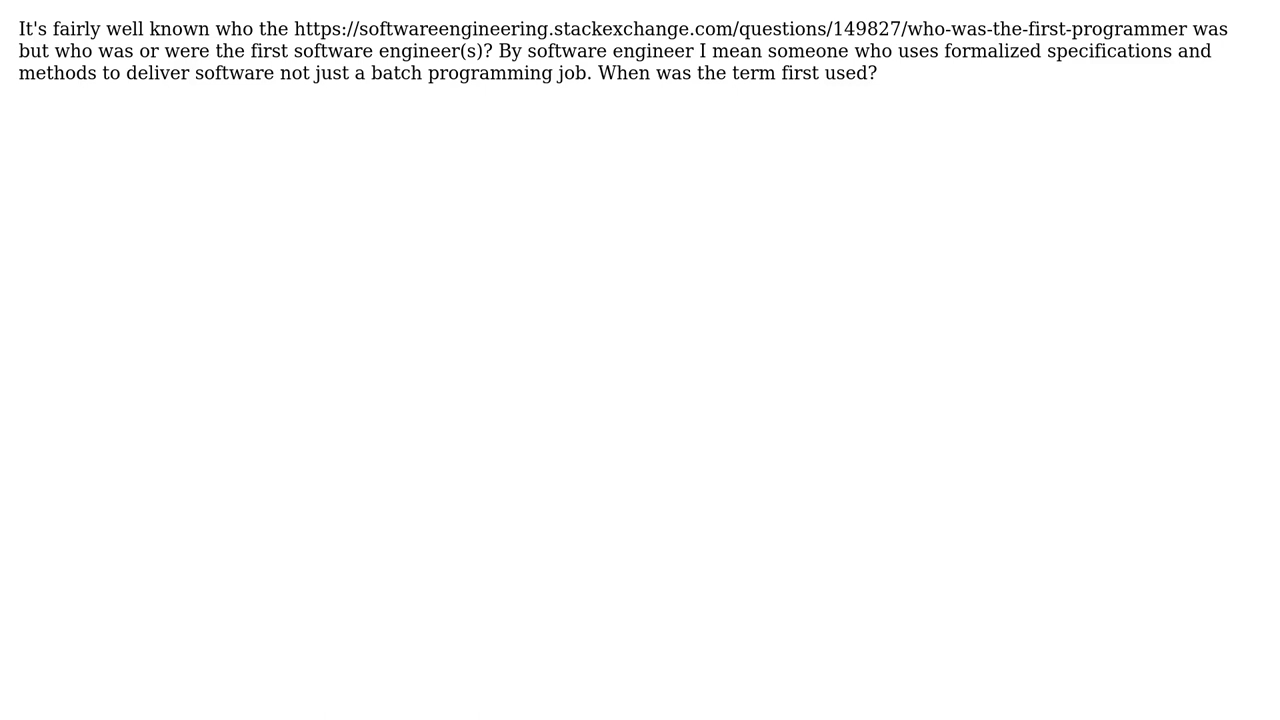 It's fairly well known who the https://softwareengineering.stackexchange.com/questions/149827/who-was-the-first-programmer was
but who was or were the first software engineer(s)? By software engineer I mean someone who uses formalized specifications and
methods to deliver software not just a batch programming job. When was the term first used?